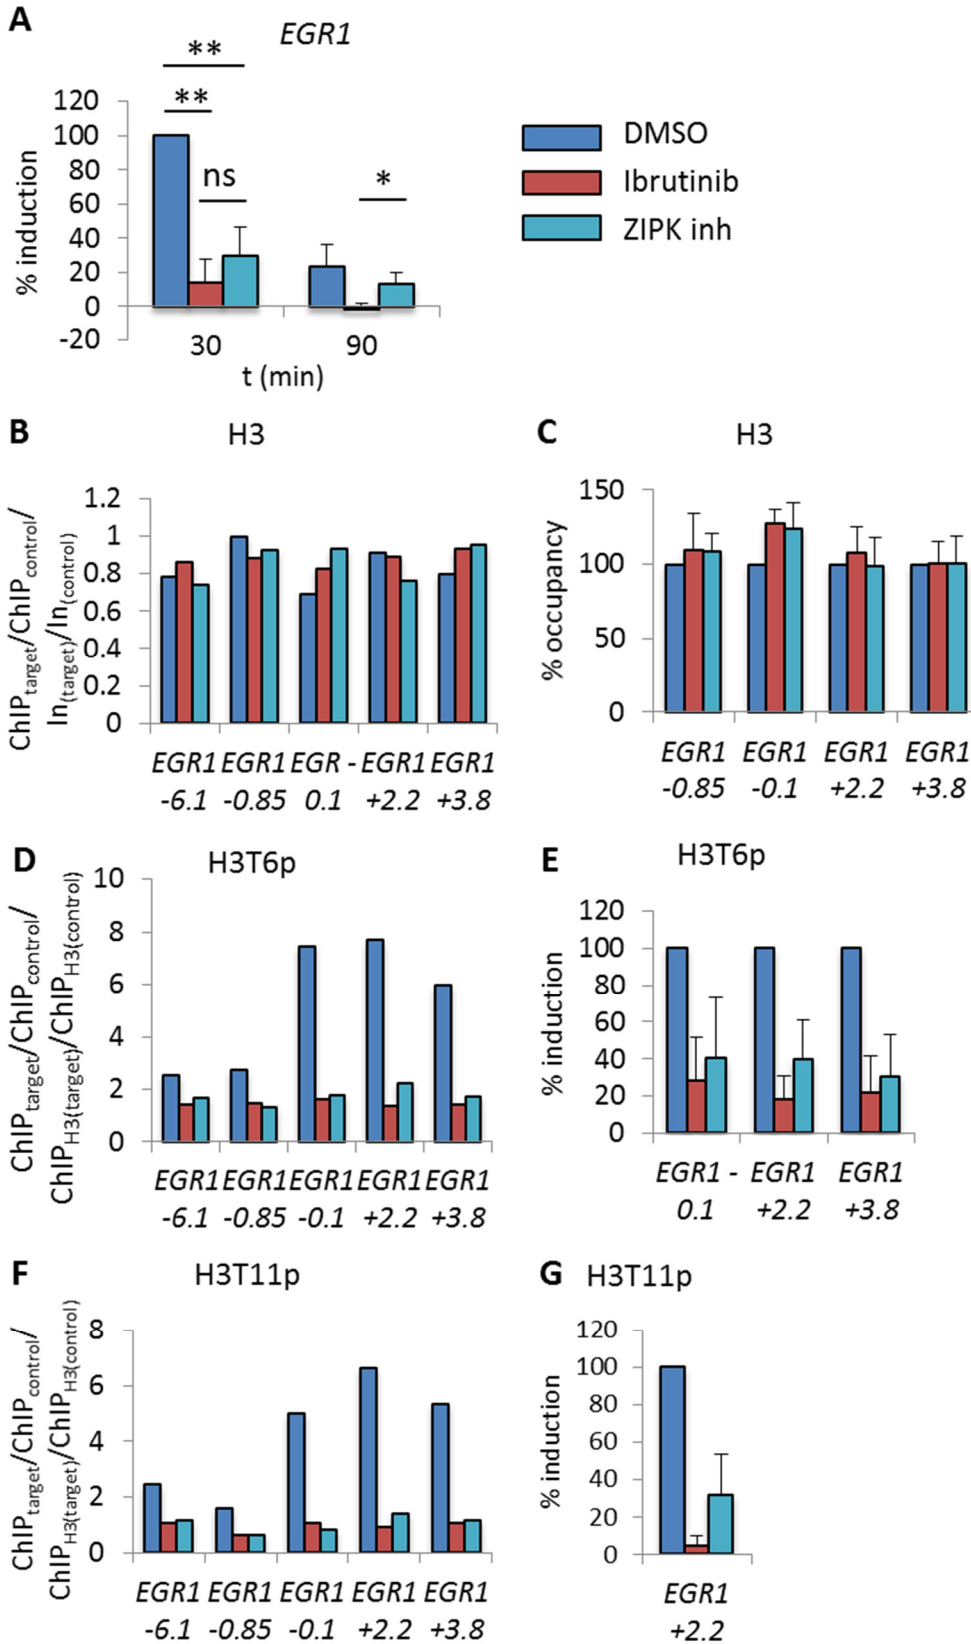 A
EGR1
**
**
ns
*
120
100
80
60
40
20
0
-20
% induction
30 90
t (min)
DMSO
Ibrutinib
ZIPK inh
B
H3
ChIPtarget/ChIPcontrol/
In(target)/In(control)
1.2
1
0.8
0.6
0.4
0.2
0
EGR1 EGR1 EGR - EGR1 EGR1
-6.1 -0.85 0.1 +2.2 +3.8
C
H3
% occupancy
150
100
50
0
EGR1 EGR1 EGR1 EGR1
-0.85 -0.1 +2.2 +3.8
D
H3T6p
ChIPtarget/ChIPcontrol/
ChIPH3(target)/ChIPH3(control)
10
8
6
4
2
0
EGR1 EGR1 EGR1 EGR1 EGR1
-6.1 -0.85 -0.1 +2.2 +3.8
E
H3T6p
% induction
120
100
80
60
40
20
0
EGR1 - EGR1 EGR1
0.1 +2.2 +3.8
F
H3T11p
ChIPtarget/ChIPcontrol/
ChIPH3(target)/ChIPH3(control)
8
6
4
2
0
EGR1 EGR1 EGR1 EGR1 EGR1
-6.1 -0.85 -0.1 +2.2 +3.8
G
H3T11p
% induction
120
100
80
60
40
20
0
EGR1
+2.2